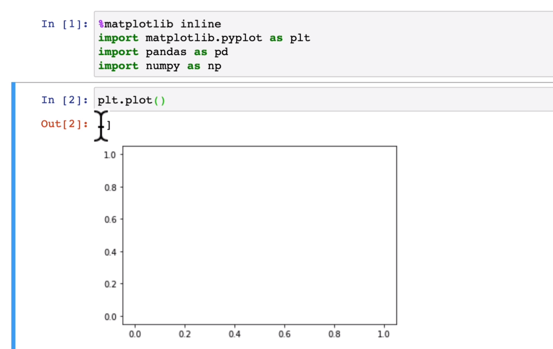 In [1]: %matplotlib inline
import matplotlib.pyplot as plt
import pandas as pd
import numpy as np
In [2]: plt.plot()
Out[2]: []
1.0
0.8
0.6
0.4
0.2
0.0
0.0 0.2 0.4 0.6 0.8 1.0